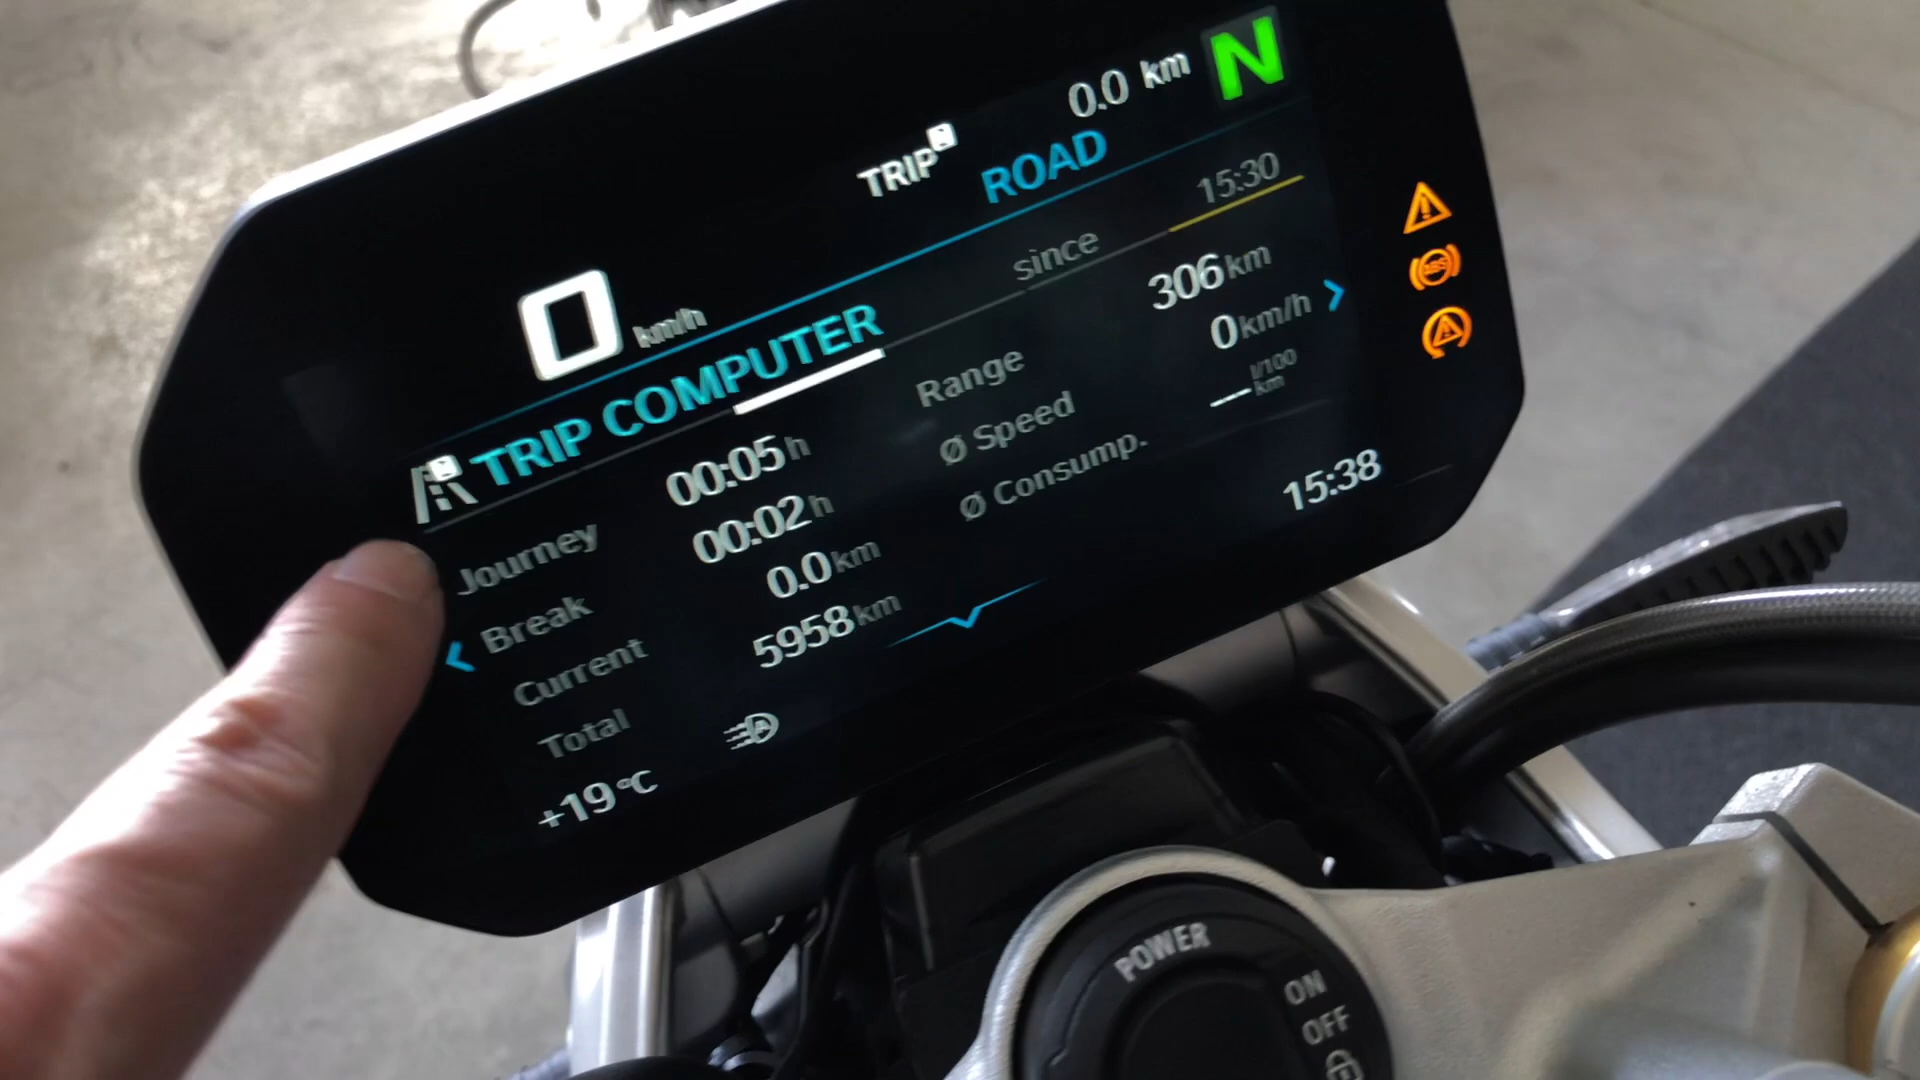 TRIP 0.0 km N
0 km/h ROAD
TRIP COMPUTER since 15:30
Journey 00:05 h
Break 00:02 h
Current 0.0 km
Total 5958 km
Range 306 km
Ø Speed 0 km/h
Ø Consump. — l/100 km
+19°C
15:38
POWER
ON
OFF